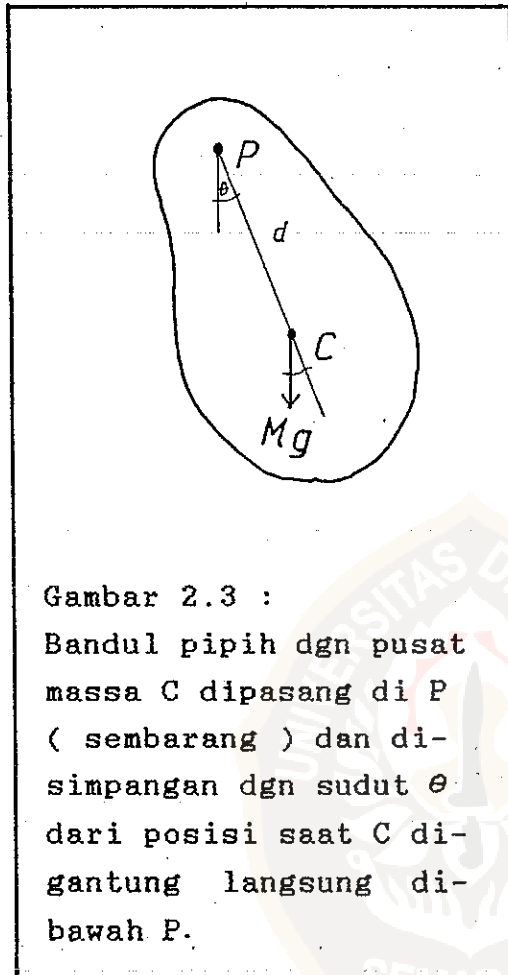 P
θ
d
C
Mg
Gambar 2.3 :
Bandul pipih dgn pusat
massa C dipasang di P
( sembarang ) dan di-
simpangan dgn sudut θ
dari posisi saat C di-
gantung langsung di-
bawah P.